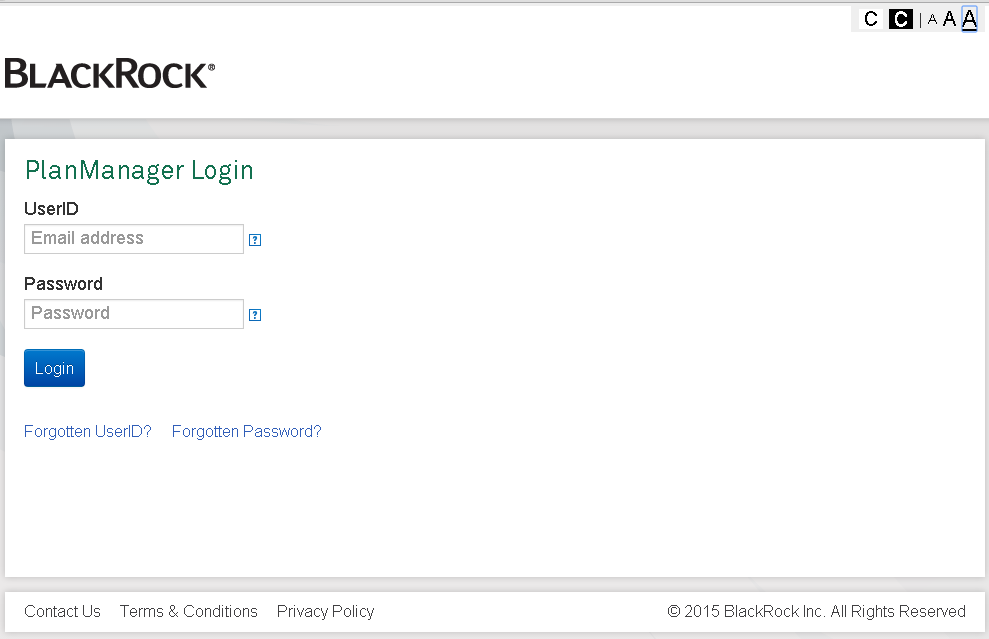 C C | A A A
BLACKROCK®
PlanManager Login
UserID
Email address ?
Password
Password ?
Login
Forgotten UserID? Forgotten Password?
Contact Us Terms & Conditions Privacy Policy © 2015 BlackRock Inc. All Rights Reserved